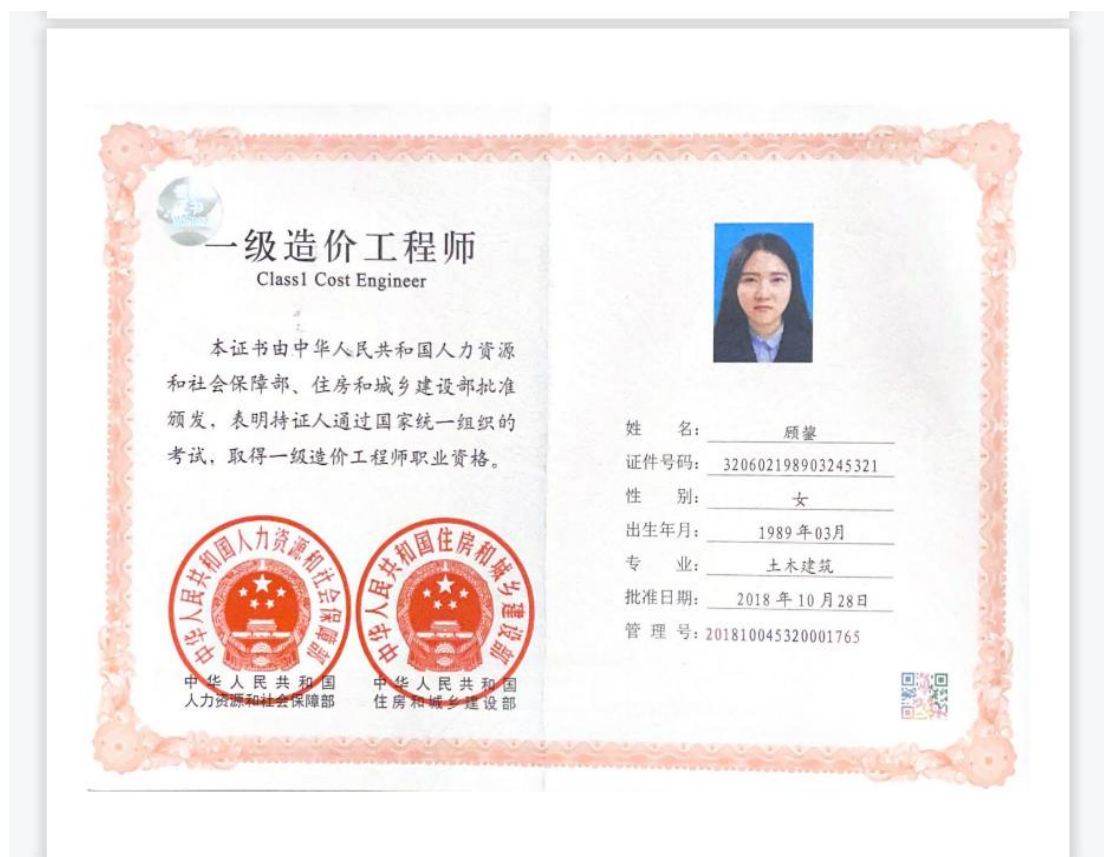 一级造价工程师
Class1 Cost Engineer
本证书由中华人民共和国人力资源
和社会保障部、住房和城乡建设部批准
颁发，表明持证人通过国家统一组织的
考试，取得一级造价工程师职业资格。
中华人民共和国人力资源和社会保障部
中华人民共和国住房和城乡建设部
中华人民共和国
人力资源和社会保障部
中华人民共和国
住房和城乡建设部
姓 名：顾鋆
证件号码：320602198903245321
性 别：女
出生年月：1989年03月
专 业：土木建筑
批准日期：2018年10月28日
管 理 号：201810045320001765